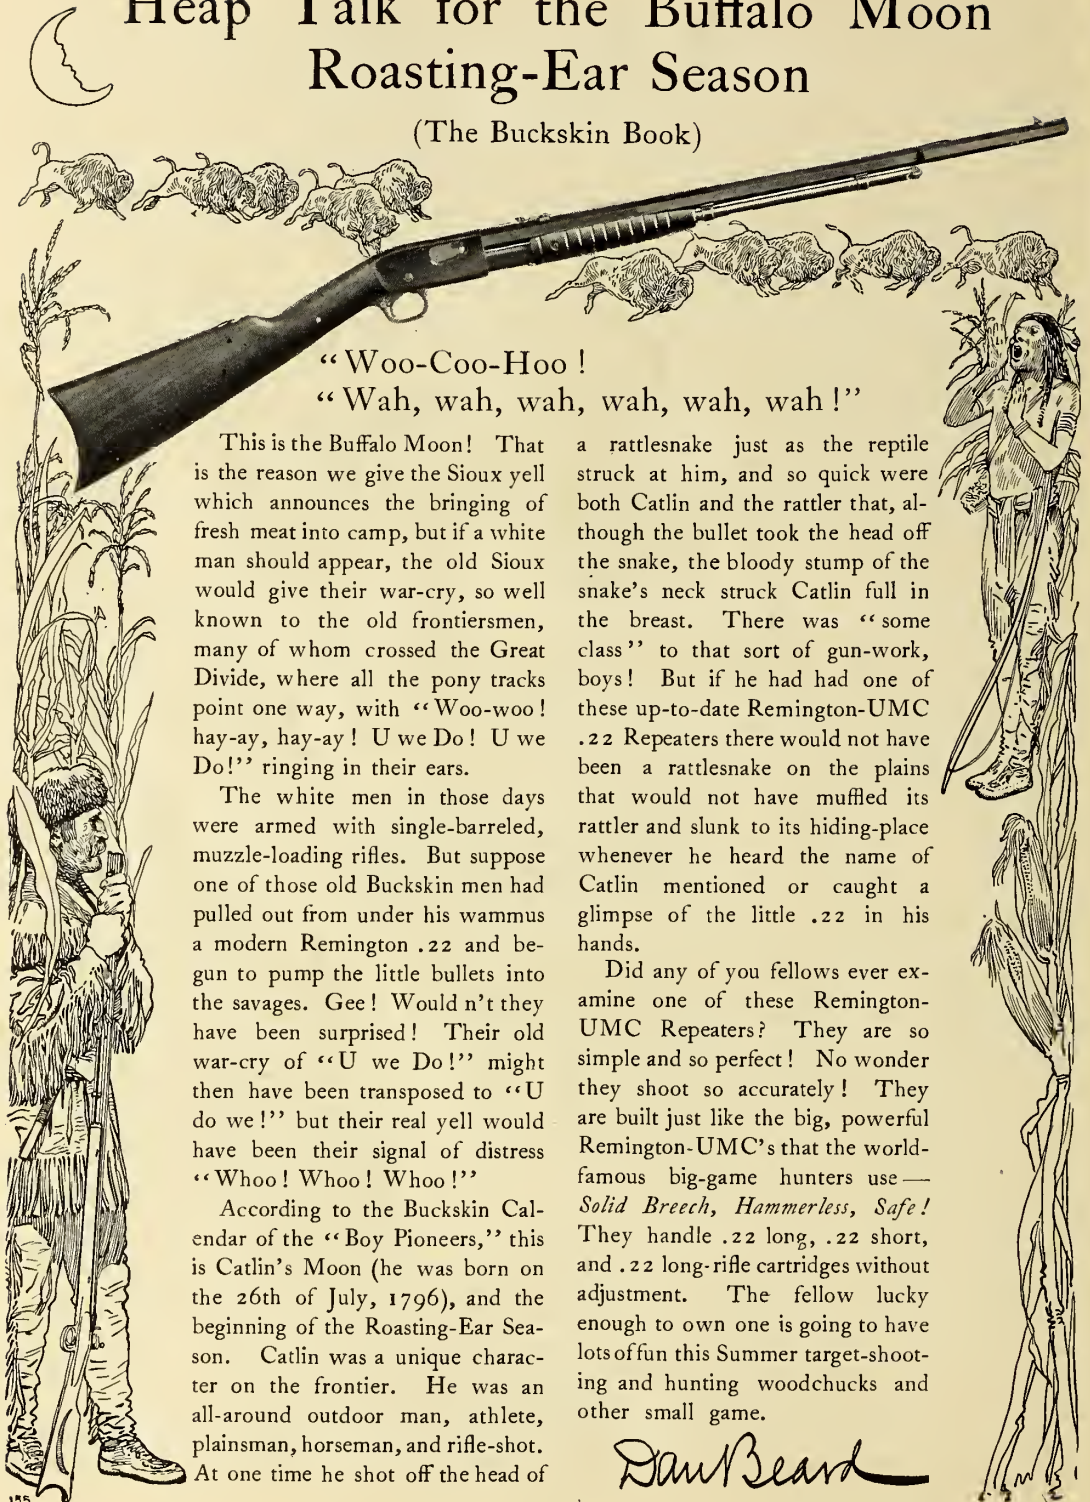 Heap Talk for the Buffalo Moon
Roasting-Ear Season
(The Buckskin Book)
“Woo-Coo-Hoo!
“Wah, wah, wah, wah, wah, wah!”
This is the Buffalo Moon! That
is the reason we give the Sioux yell
which announces the bringing of
fresh meat into camp, but if a white
man should appear, the old Sioux
would give their war-cry, so well
known to the old frontiersmen,
many of whom crossed the Great
Divide, where all the pony tracks
point one way, with “Woo-woo!
hay-ay, hay-ay! U we Do! U we
Do!” ringing in their ears.
The white men in those days
were armed with single-barreled,
muzzle-loading rifles. But suppose
one of those old Buckskin men had
pulled out from under his wammus
a modern Remington .22 and be-
gun to pump the little bullets into
the savages. Gee! Would n't they
have been surprised! Their old
war-cry of “U we Do!” might
then have been transposed to “U
do we!” but their real yell would
have been their signal of distress
“Whoo! Whoo! Whoo!”
According to the Buckskin Cal-
endar of the “Boy Pioneers,” this
is Catlin's Moon (he was born on
the 26th of July, 1796), and the
beginning of the Roasting-Ear Sea-
son. Catlin was a unique charac-
ter on the frontier. He was an
all-around outdoor man, athlete,
plainsman, horseman, and rifle-shot.
At one time he shot off the head of
a rattlesnake just as the reptile
struck at him, and so quick were
both Catlin and the rattler that, al-
though the bullet took the head off
the snake, the bloody stump of the
snake's neck struck Catlin full in
the breast. There was “some
class” to that sort of gun-work,
boys! But if he had had one of
these up-to-date Remington-UMC
.22 Repeaters there would not have
been a rattlesnake on the plains
that would not have muffled its
rattler and slunk to its hiding-place
whenever he heard the name of
Catlin mentioned or caught a
glimpse of the little .22 in his
hands.
Did any of you fellows ever ex-
amine one of these Remington-
UMC Repeaters? They are so
simple and so perfect! No wonder
they shoot so accurately! They
are built just like the big, powerful
Remington-UMC's that the world-
famous big-game hunters use—
Solid Breech, Hammerless, Safe!
They handle .22 long, .22 short,
and .22 long-rifle cartridges without
adjustment. The fellow lucky
enough to own one is going to have
lots of fun this Summer target-shoot-
ing and hunting woodchucks and
other small game.
Dan Beard